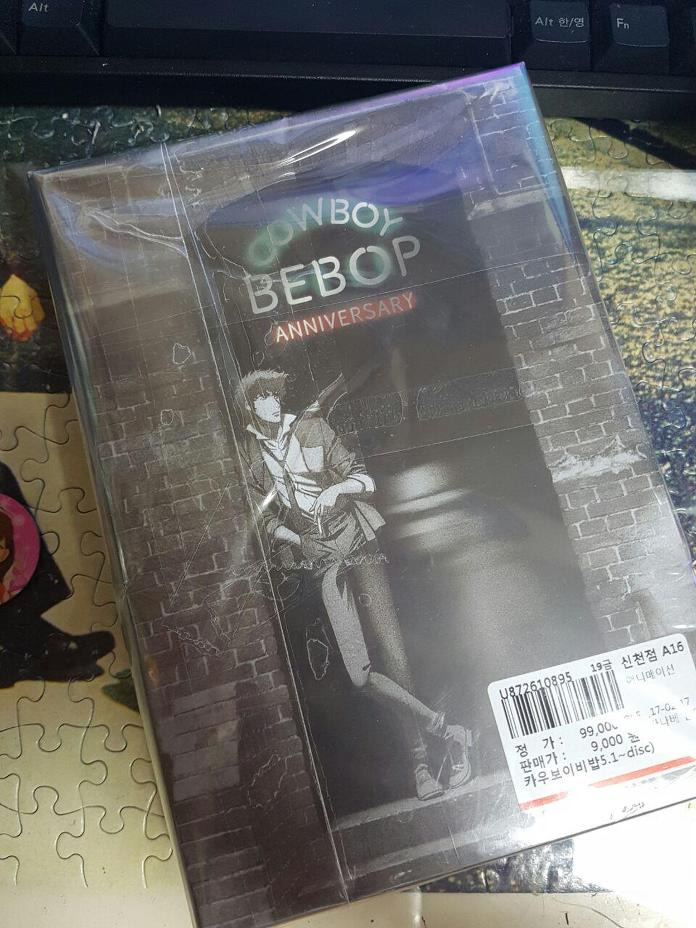 Alt
Alt 한/영
Fn
COWBOY
BEBOP
ANNIVERSARY
U872610895 19금 신천점 A16
정 가: 99,00
판매가: 9,000 원
카우보이비밥5.1~disc)